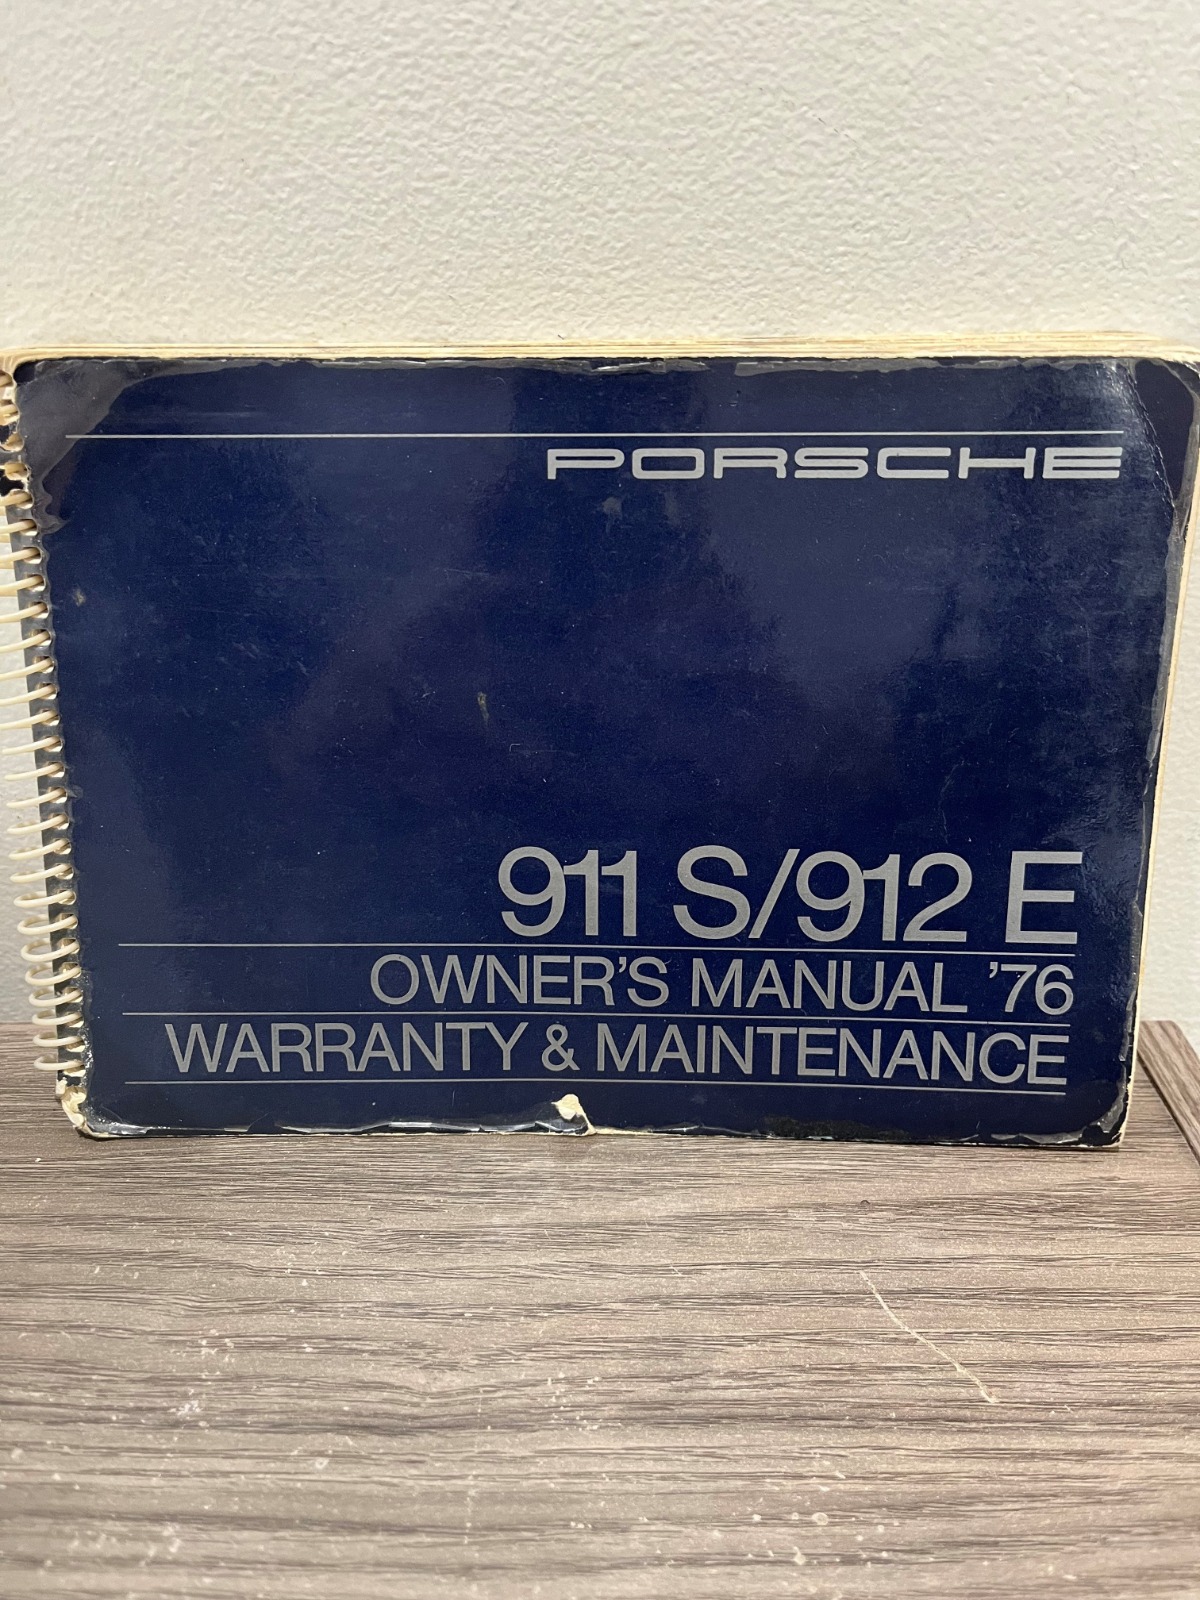 PORSCHE
911 S/912 E
OWNER'S MANUAL '76
WARRANTY & MAINTENANCE